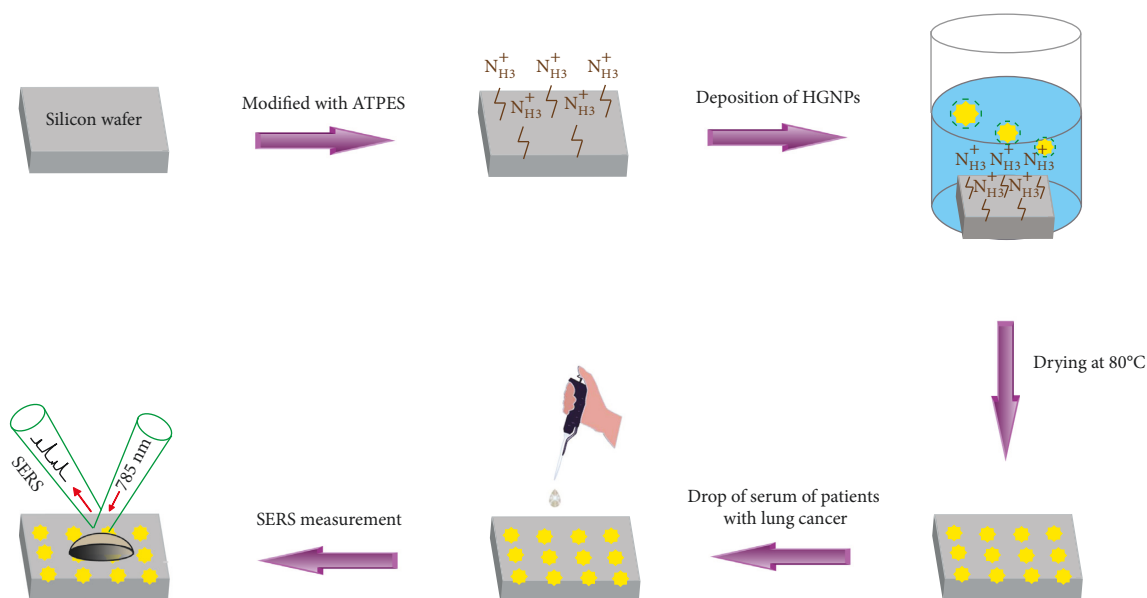 Silicon wafer
Modified with ATPES
N+H3 N+H3 N+H3
N+H3 N+H3
Deposition of HGNPs
N+H3 N+H3 N+H3
N+H3 N+H3
Drying at 80°C
Drop of serum of patients
with lung cancer
SERS measurement
SERS
785 nm